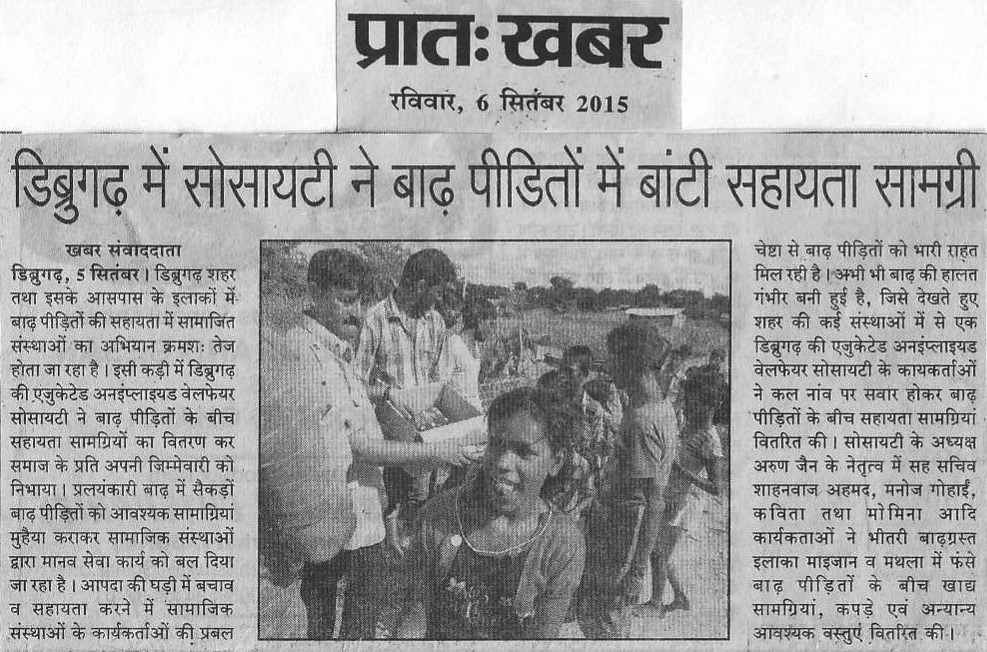 प्रातः खबर
रविवार, 6 सितंबर 2015
डिब्रुगढ़ में सोसायटी ने बाढ़ पीडितों में बांटी सहायता सामग्री
खबर संवाददाता
डिब्रुगढ़, 5 सितंबर। डिब्रुगढ़ शहर
तथा इसके आसपास के इलाकों में
बाढ़ पीड़ितों की सहायता में सामाजित
संस्थाओं का अभियान क्रमशः तेज
होता जा रहा है। इसी कड़ी में डिब्रुगढ़
की एजुकेटेड अनइंप्लाइयड वेलफेयर
सोसायटी ने बाढ़ पीड़ितों के बीच
सहायता सामग्रियों का वितरण कर
समाज के प्रति अपनी जिम्मेवारी को
निभाया। प्रलयंकारी बाढ़ में सैकड़ों
बाढ़ पीड़ितों को आवश्यक सामाग्रियां
मुहैया कराकर सामाजिक संस्थाओं
द्वारा मानव सेवा कार्य को बल दिया
जा रहा है। आपदा की घड़ी में बचाव
व सहायता करने में सामाजिक
संस्थाओं के कार्यकर्ताओं की प्रबल
चेष्टा से बाढ़ पीड़ितों को भारी राहत
मिल रही है। अभी भी बाढ़ की हालत
गंभीर बनी हुई है, जिसे देखते हुए
शहर की कई संस्थाओं में से एक
डिब्रुगढ़ की एजुकेटेड अनइंप्लाइयड
वेलफेयर सोसायटी के कायकर्ताओं
ने कल नांव पर सवार होकर बाढ़
पीड़ितों के बीच सहायता सामग्रियां
वितरित की। सोसायटी के अध्यक्ष
अरुण जैन के नेतृत्व में सह सचिव
शाहनवाज अहमद, मनोज गोहाईं,
कविता तथा मोमिना आदि
कार्यकताओं ने भीतरी बाढ़ग्रस्त
इलाका माइजान व मथला में फंसे
बाढ़ पीड़ितों के बीच खाद्य
सामग्रियां, कपड़े एवं अन्यान्य
आवश्यक वस्तुएं वितरित की।